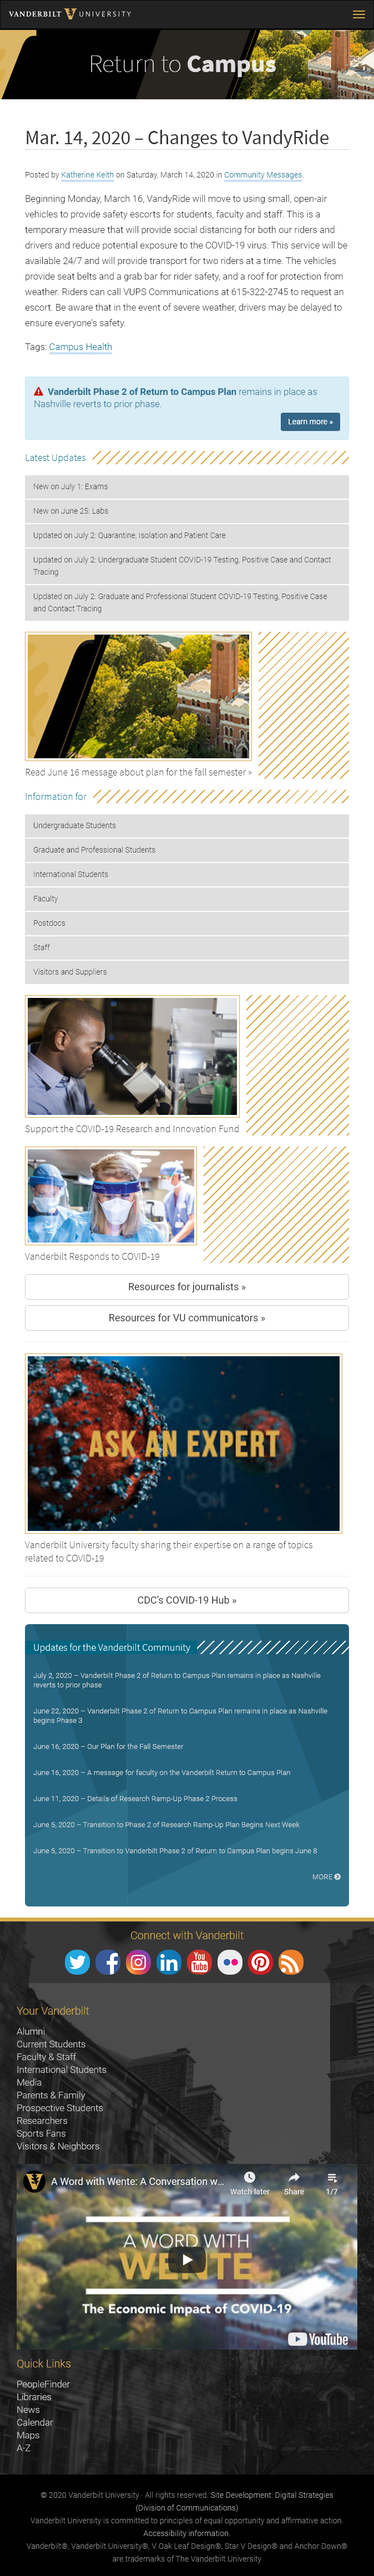 VANDERBILT V UNIVERSITY
Return to Campus
Mar. 14, 2020 – Changes to VandyRide
Posted by Katherine Keith on Saturday, March 14, 2020 in Community Messages.
Beginning Monday, March 16, VandyRide will move to using small, open-air
vehicles to provide safety escorts for students, faculty and staff. This is a
temporary measure that will provide social distancing for both our riders and
drivers and reduce potential exposure to the COVID-19 virus. This service will be
available 24/7 and will provide transport for two riders at a time. The vehicles
provide seat belts and a grab bar for rider safety, and a roof for protection from
weather. Riders can call VUPS Communications at 615-322-2745 to request an
escort. Be aware that in the event of severe weather, drivers may be delayed to
ensure everyone's safety.
Tags: Campus Health
Vanderbilt Phase 2 of Return to Campus Plan remains in place as
Nashville reverts to prior phase.
Learn more »
Latest Updates
New on July 1: Exams
New on June 25: Labs
Updated on July 2: Quarantine, Isolation and Patient Care
Updated on July 2: Undergraduate Student COVID-19 Testing, Positive Case and Contact
Tracing
Updated on July 2: Graduate and Professional Student COVID-19 Testing, Positive Case
and Contact Tracing
Read June 16 message about plan for the fall semester »
Information for
Undergraduate Students
Graduate and Professional Students
International Students
Faculty
Postdocs
Staff
Visitors and Suppliers
Support the COVID-19 Research and Innovation Fund
Vanderbilt Responds to COVID-19
Resources for journalists »
Resources for VU communicators »
ASK AN EXPERT
Vanderbilt University faculty sharing their expertise on a range of topics
related to COVID-19
CDC's COVID-19 Hub »
Updates for the Vanderbilt Community
July 2, 2020 – Vanderbilt Phase 2 of Return to Campus Plan remains in place as Nashville
reverts to prior phase
June 22, 2020 – Vanderbilt Phase 2 of Return to Campus Plan remains in place as Nashville
begins Phase 3
June 16, 2020 – Our Plan for the Fall Semester
June 16, 2020 – A message for faculty on the Vanderbilt Return to Campus Plan
June 11, 2020 – Details of Research Ramp-Up Phase 2 Process
June 5, 2020 – Transition to Phase 2 of Research Ramp-Up Plan Begins Next Week
June 5, 2020 – Transition to Vanderbilt Phase 2 of Return to Campus Plan begins June 8
MORE
Connect with Vanderbilt
You Tube
Your Vanderbilt
Alumni
Current Students
Faculty & Staff
International Students
Media
Parents & Family
Prospective Students
Researchers
Sports Fans
Visitors & Neighbors
A Word with Wente: A Conversation w...
Watch later
Share
1/7
A WORD WITH
WENTE
The Economic Impact of COVID-19
YouTube
Quick Links
PeopleFinder
Libraries
News
Calendar
Maps
A-Z
© 2020 Vanderbilt University · All rights reserved. Site Development: Digital Strategies
(Division of Communications)
Vanderbilt University is committed to principles of equal opportunity and affirmative action.
Accessibility information.
Vanderbilt®, Vanderbilt University®, V Oak Leaf Design®, Star V Design® and Anchor Down®
are trademarks of The Vanderbilt University